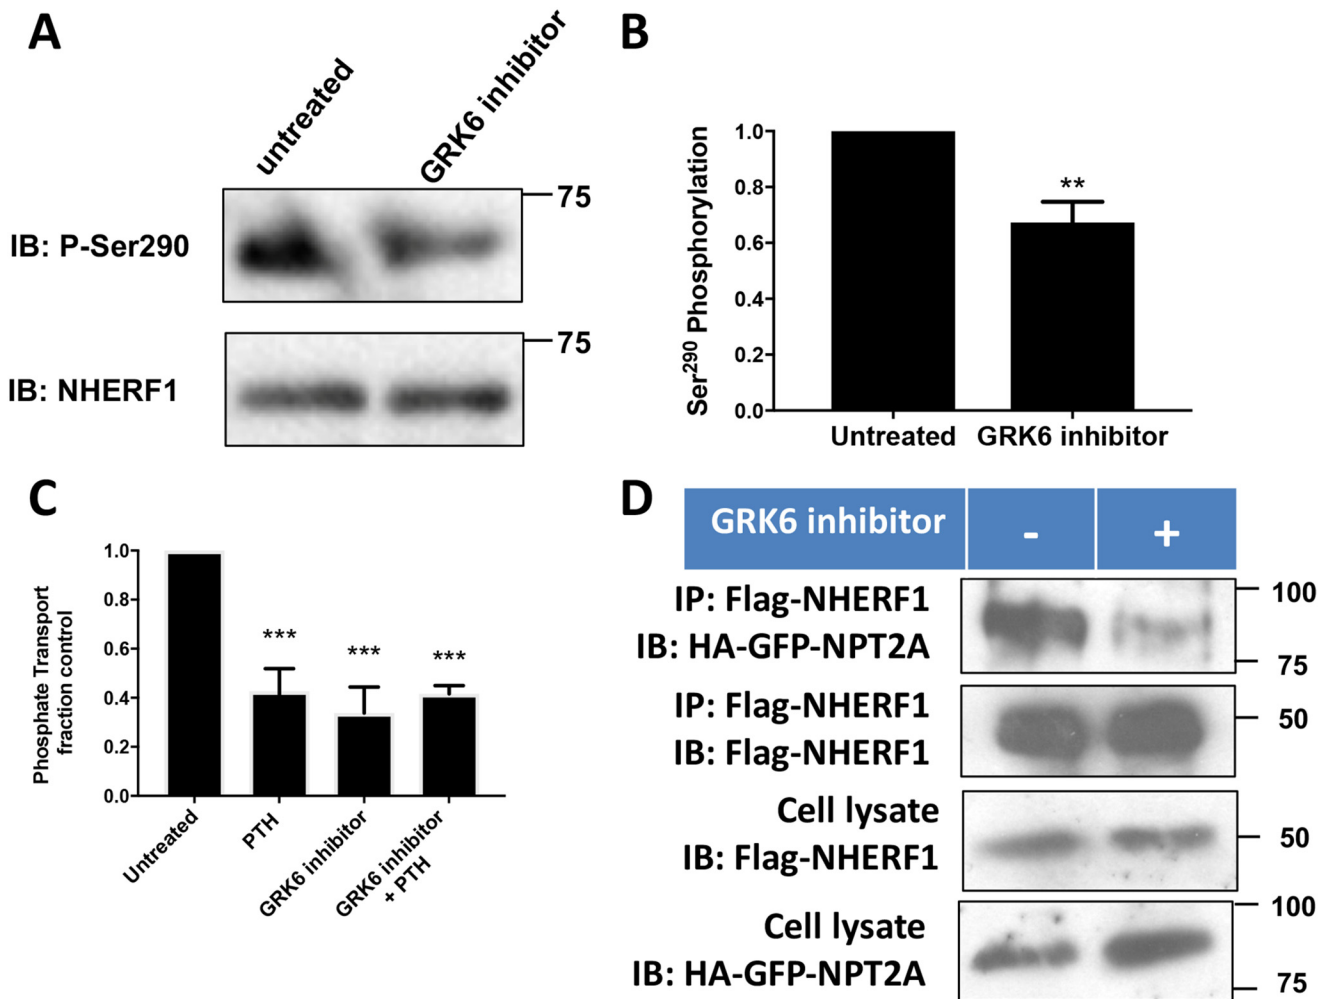 A
untreated
GRK6 inhibitor
IB: P-Ser290
75
IB: NHERF1
75
B
Ser290 Phosphorylation
1.0
0.8
0.6
0.4
0.2
0.0
**
Untreated
GRK6 inhibitor
C
Phosphate Transport
fraction control
1.0
0.8
0.6
0.4
0.2
0.0
***
***
***
Untreated
PTH
GRK6 inhibitor
GRK6 inhibitor
+ PTH
D
GRK6 inhibitor - +
IP: Flag-NHERF1
IB: HA-GFP-NPT2A
100
75
IP: Flag-NHERF1
IB: Flag-NHERF1
50
Cell lysate
IB: Flag-NHERF1
50
Cell lysate
IB: HA-GFP-NPT2A
100
75